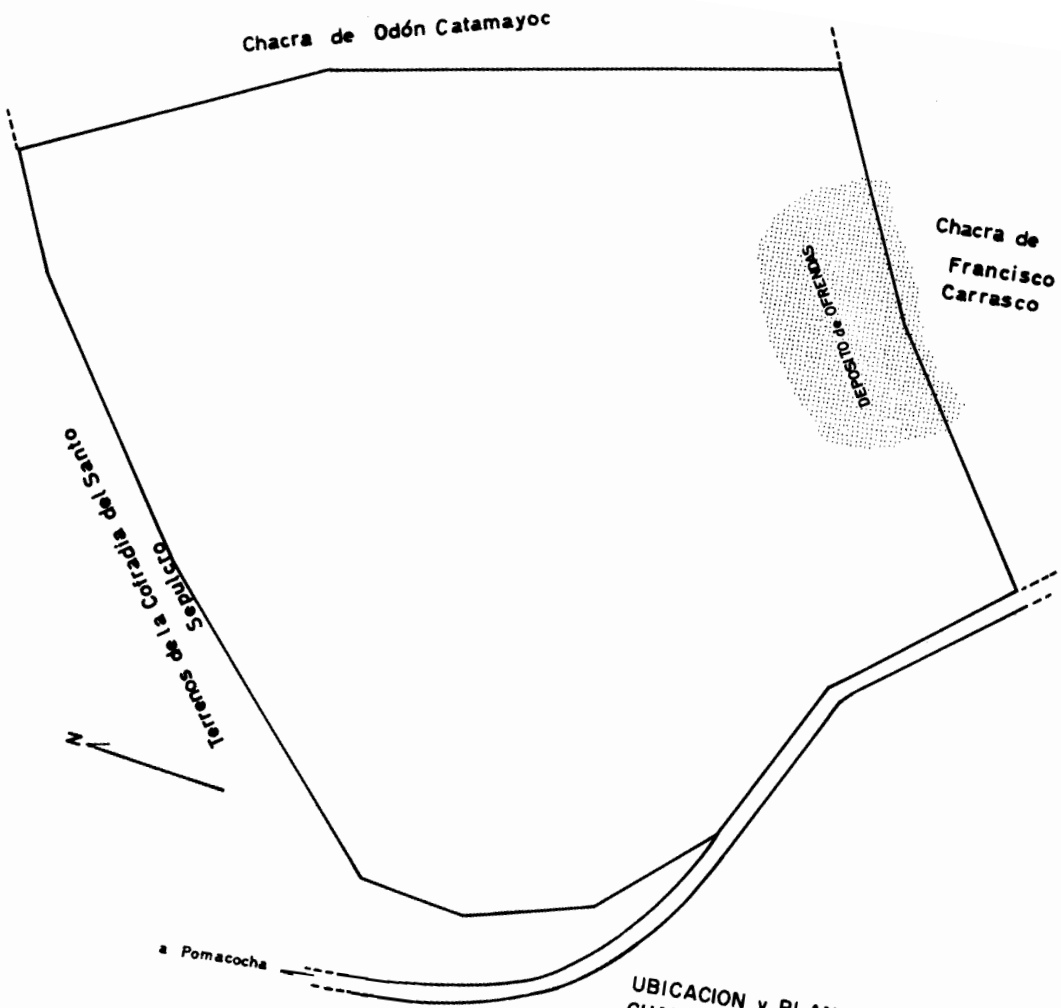 Chacra de Odón Catamayoc
Chacra de
Francisco
Carrasco
DEPOSITO de OFRENDAS
Terrenos de la Cofradia del Santo
Sepulcro
N
a Pomacocha
UBICACION y